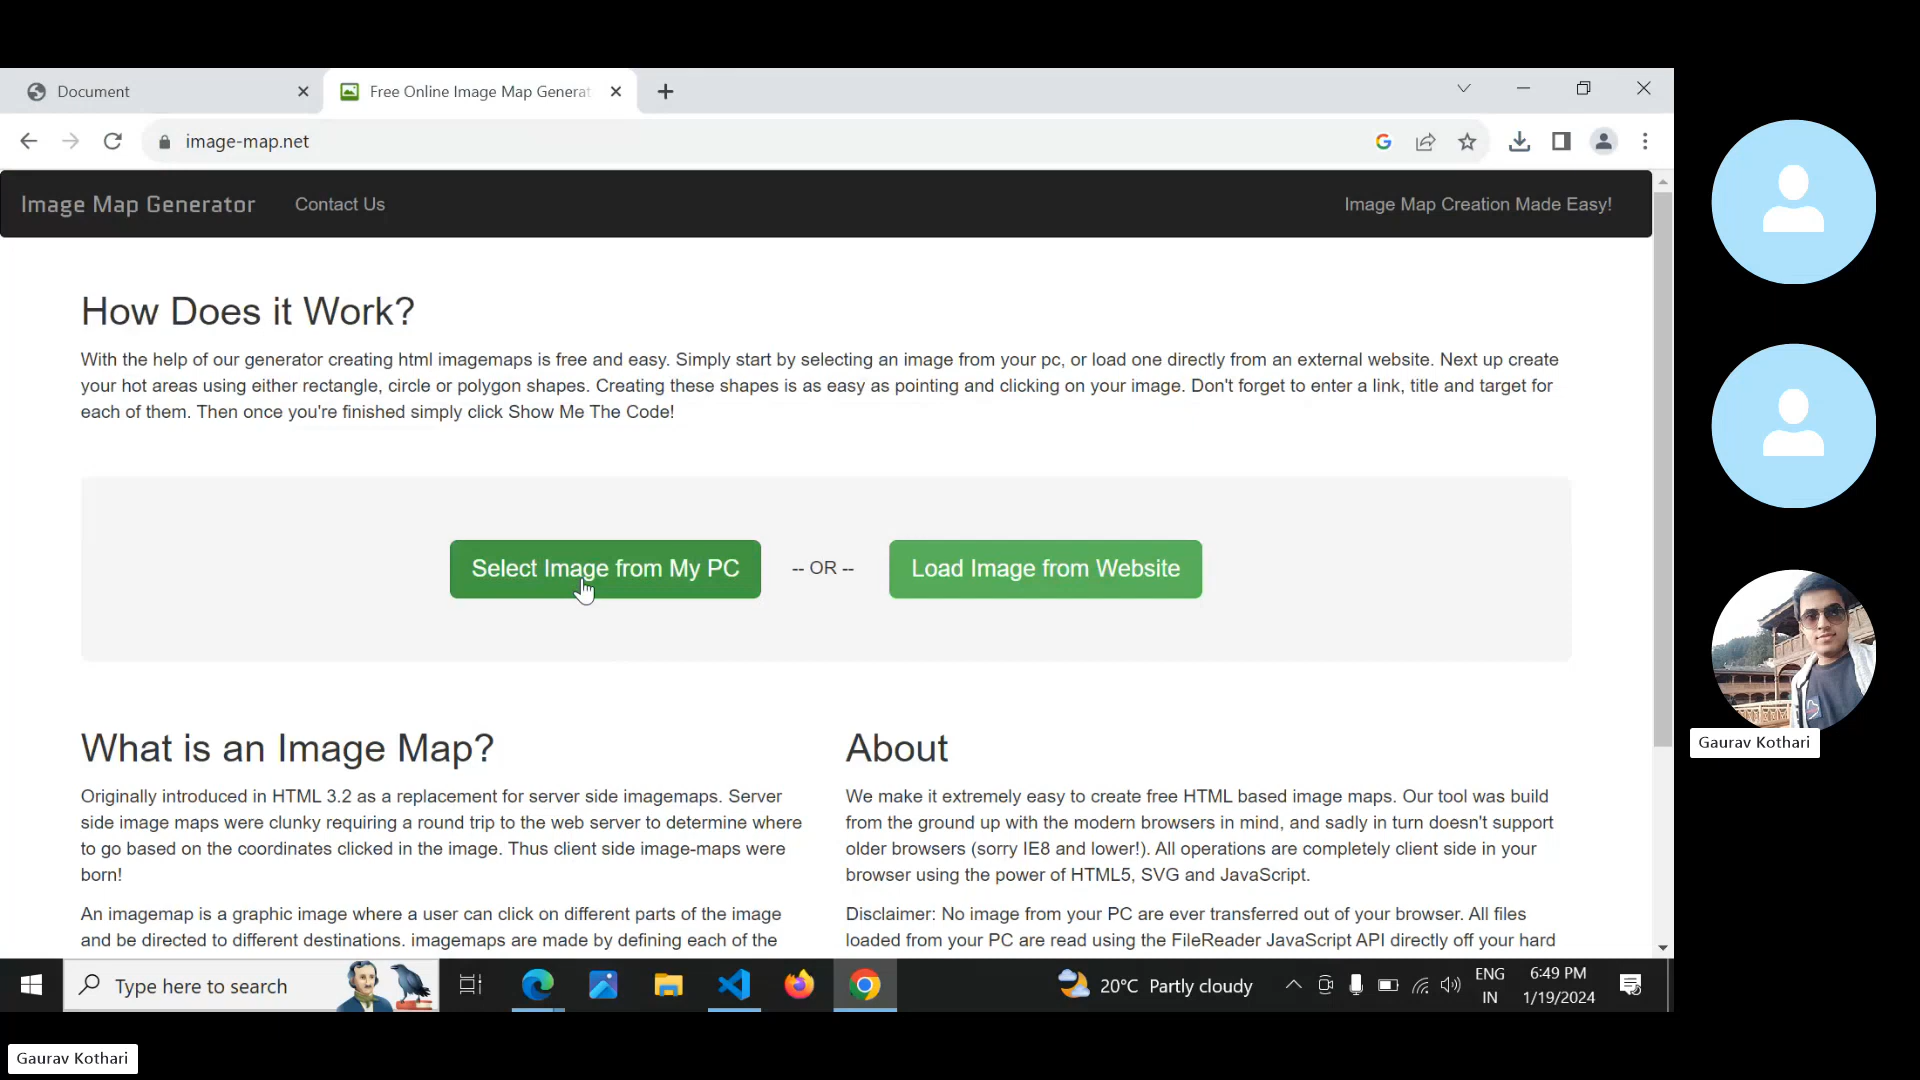 Document
Free Online Image Map Generat
image-map.net
Image Map Generator
Contact Us
Image Map Creation Made Easy!
How Does it Work?
With the help of our generator creating html imagemaps is free and easy. Simply start by selecting an image from your pc, or load one directly from an external website. Next up create
your hot areas using either rectangle, circle or polygon shapes. Creating these shapes is as easy as pointing and clicking on your image. Don't forget to enter a link, title and target for
each of them. Then once you're finished simply click Show Me The Code!
Select Image from My PC
-- OR --
Load Image from Website
What is an Image Map?
Originally introduced in HTML 3.2 as a replacement for server side imagemaps. Server
side image maps were clunky requiring a round trip to the web server to determine where
to go based on the coordinates clicked in the image. Thus client side image-maps were
born!
An imagemap is a graphic image where a user can click on different parts of the image
and be directed to different destinations. imagemaps are made by defining each of the
About
We make it extremely easy to create free HTML based image maps. Our tool was build
from the ground up with the modern browsers in mind, and sadly in turn doesn't support
older browsers (sorry IE8 and lower!). All operations are completely client side in your
browser using the power of HTML5, SVG and JavaScript.
Disclaimer: No image from your PC are ever transferred out of your browser. All files
loaded from your PC are read using the FileReader JavaScript API directly off your hard
Gaurav Kothari
Type here to search
20°C Partly cloudy
ENG
IN
6:49 PM
1/19/2024
Gaurav Kothari